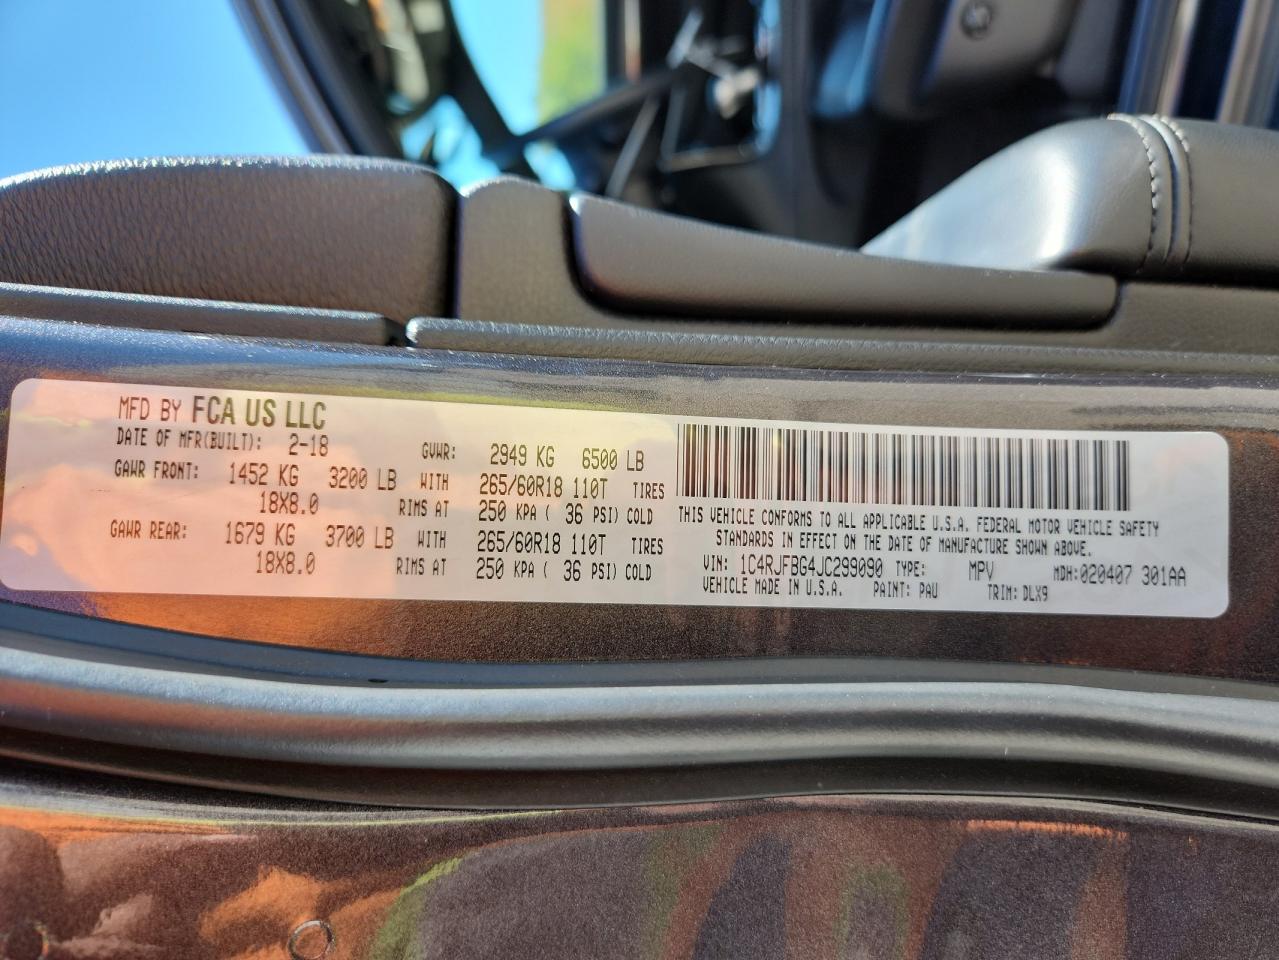 MFD BY FCA US LLC
DATE OF MFR(BUILT): 2-18 GVWR: 2949 KG 6500 LB
GAWR FRONT: 1452 KG 3200 LB WITH 265/60R18 110T TIRES
18X8.0 RIMS AT 250 KPA ( 36 PSI) COLD
GAWR REAR: 1679 KG 3700 LB WITH 265/60R18 110T TIRES
18X8.0 RIMS AT 250 KPA ( 36 PSI) COLD
THIS VEHICLE CONFORMS TO ALL APPLICABLE U.S.A. FEDERAL MOTOR VEHICLE SAFETY
STANDARDS IN EFFECT ON THE DATE OF MANUFACTURE SHOWN ABOVE.
VIN: 1C4RJFBG4JC299090 TYPE: MPV MDH:020407 301AA
VEHICLE MADE IN U.S.A. PAINT: PAU TRIM: DLX9